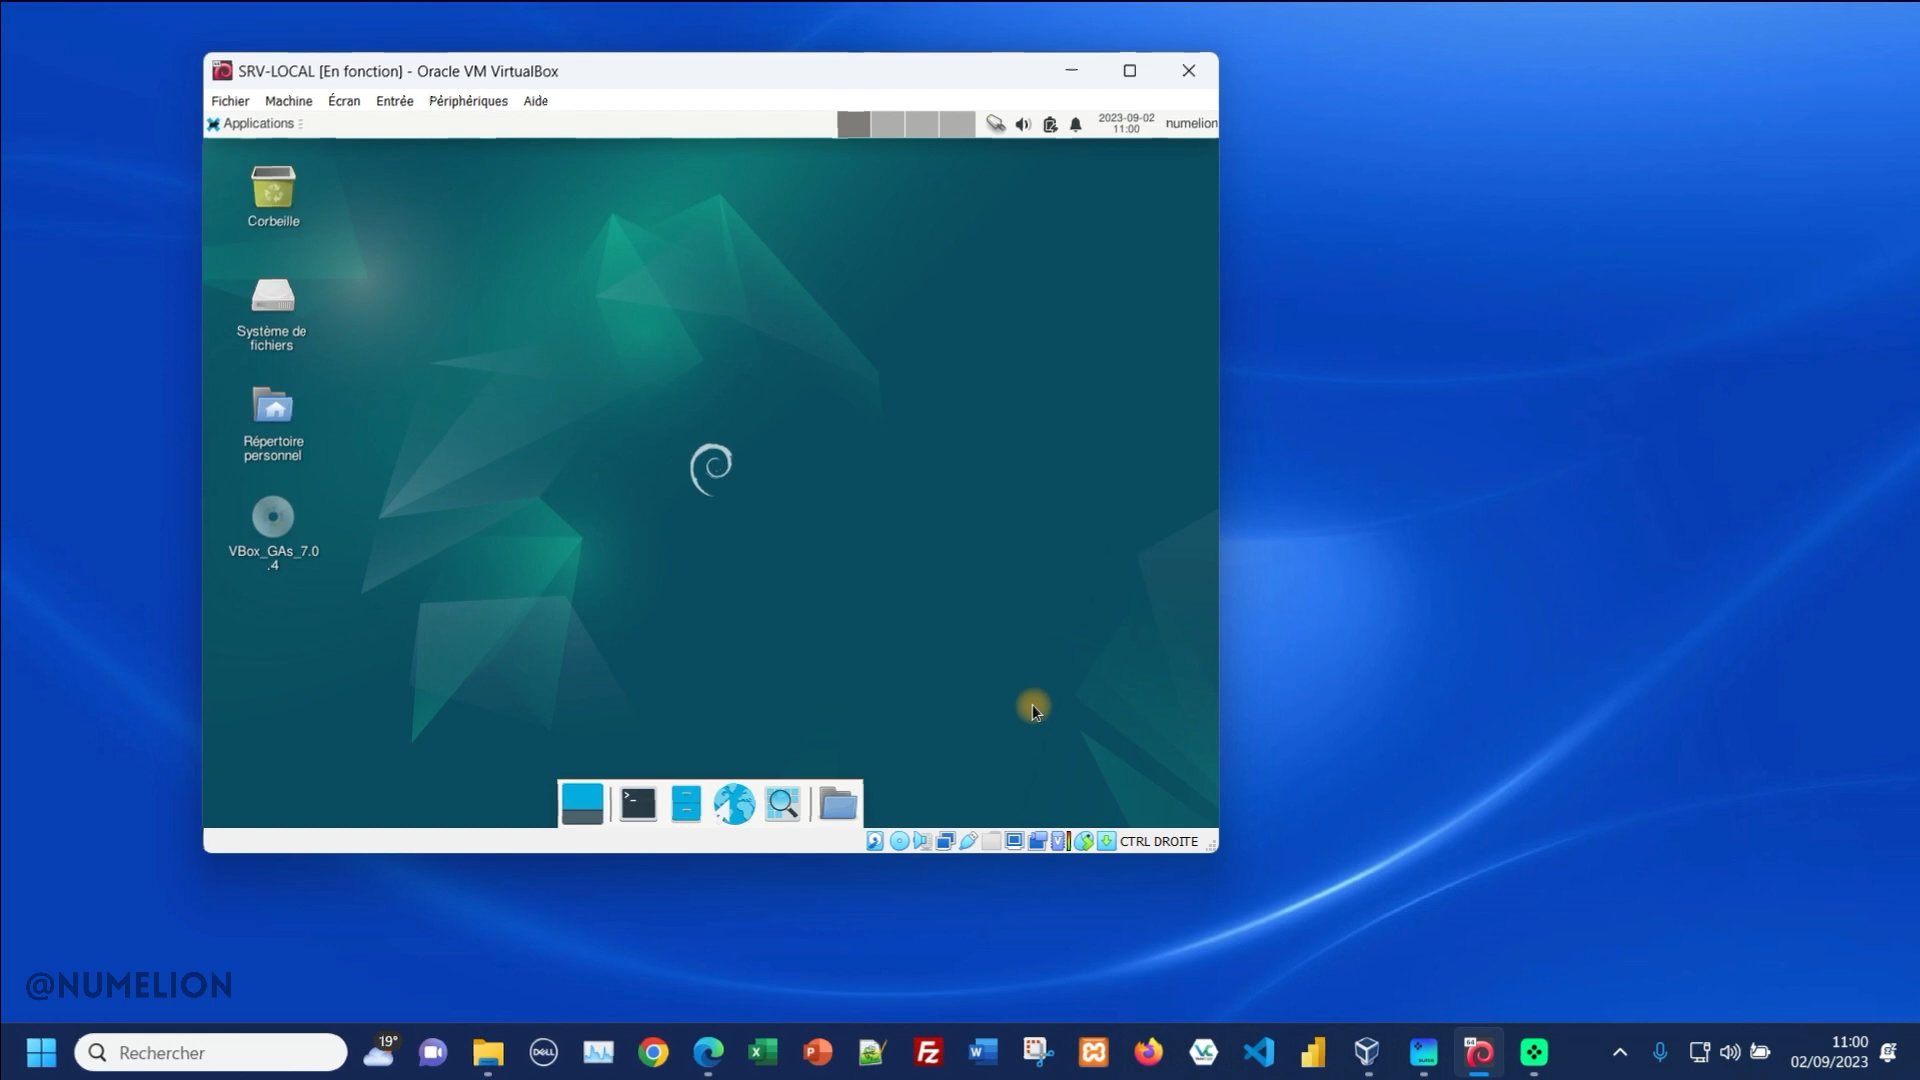 SRV-LOCAL [En fonction] - Oracle VM VirtualBox
Fichier Machine Écran Entrée Périphériques Aide
Applications
2023-09-02
11:00
numelion
Corbeille
Système de
fichiers
Répertoire
personnel
VBox_GAs_7.0
.4
CTRL DROITE
@NUMELION
Rechercher
19°
DELL
64
11:00
02/09/2023